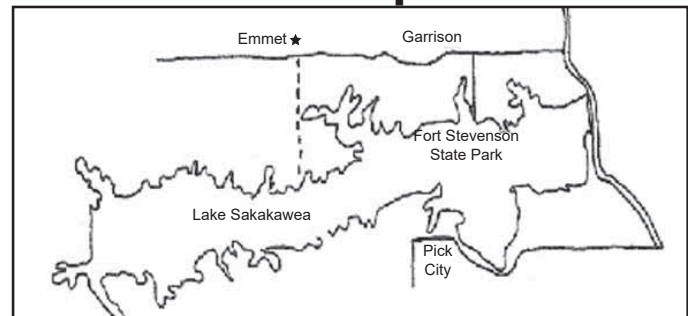 Emmet
Garrison
Fort Stevenson
State Park
Lake Sakakawea
Pick
City